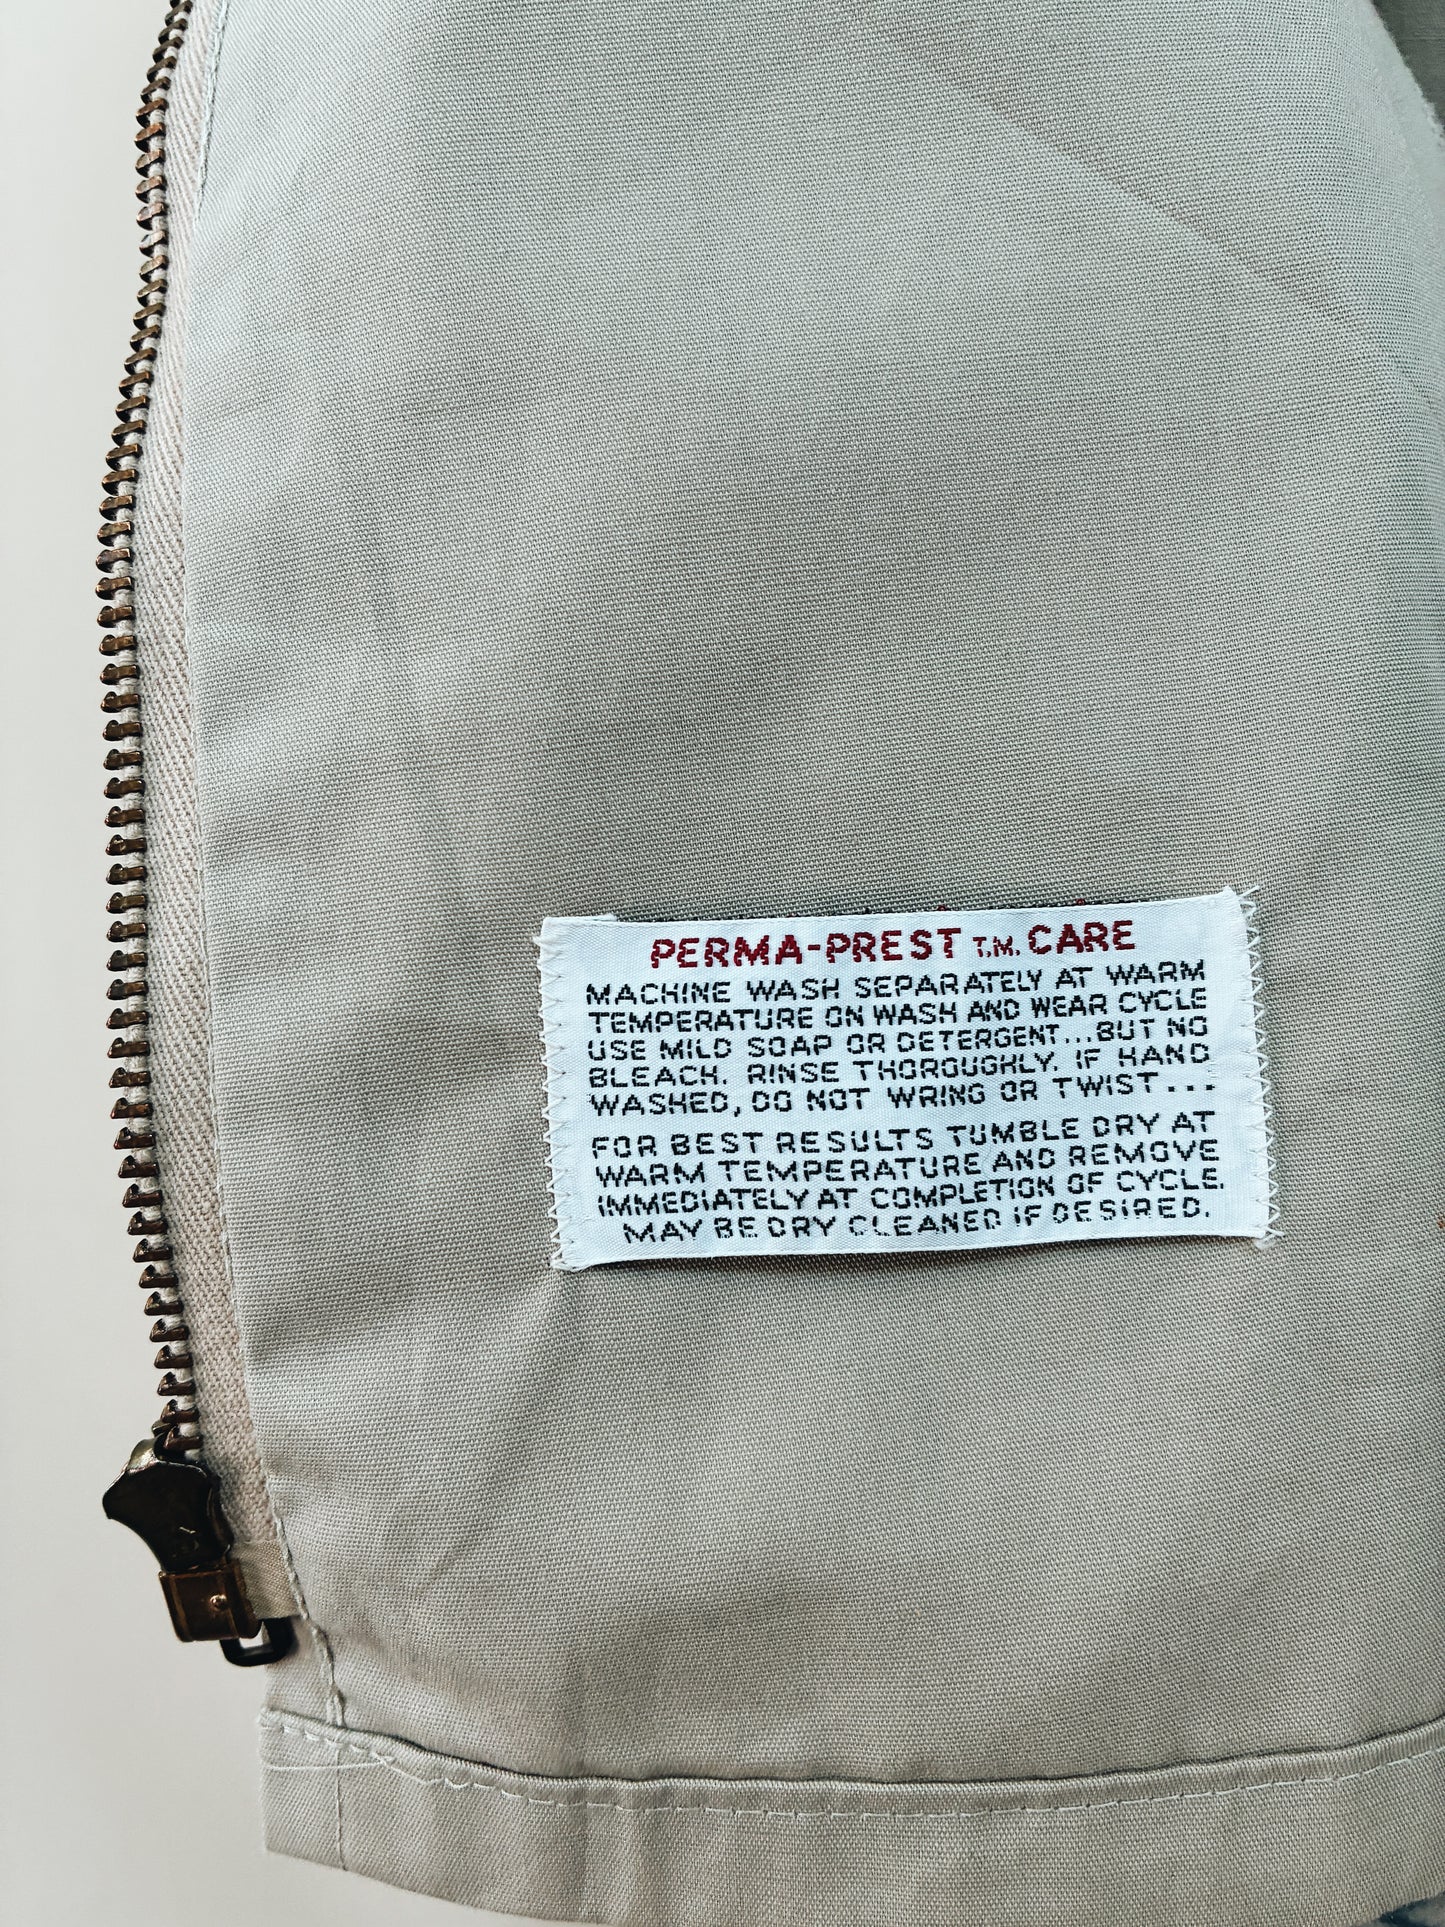 PERMA-PREST T.M. CARE
MACHINE WASH SEPARATELY AT WARM
TEMPERATURE ON WASH AND WEAR CYCLE
USE MILD SOAP OR DETERGENT...BUT NO
BLEACH. RINSE THOROUGHLY. IF HAND
WASHED, DO NOT WRING OR TWIST...
FOR BEST RESULTS TUMBLE DRY AT
WARM TEMPERATURE AND REMOVE
IMMEDIATELY AT COMPLETION OF CYCLE.
MAY BE DRY CLEANED IF DESIRED.